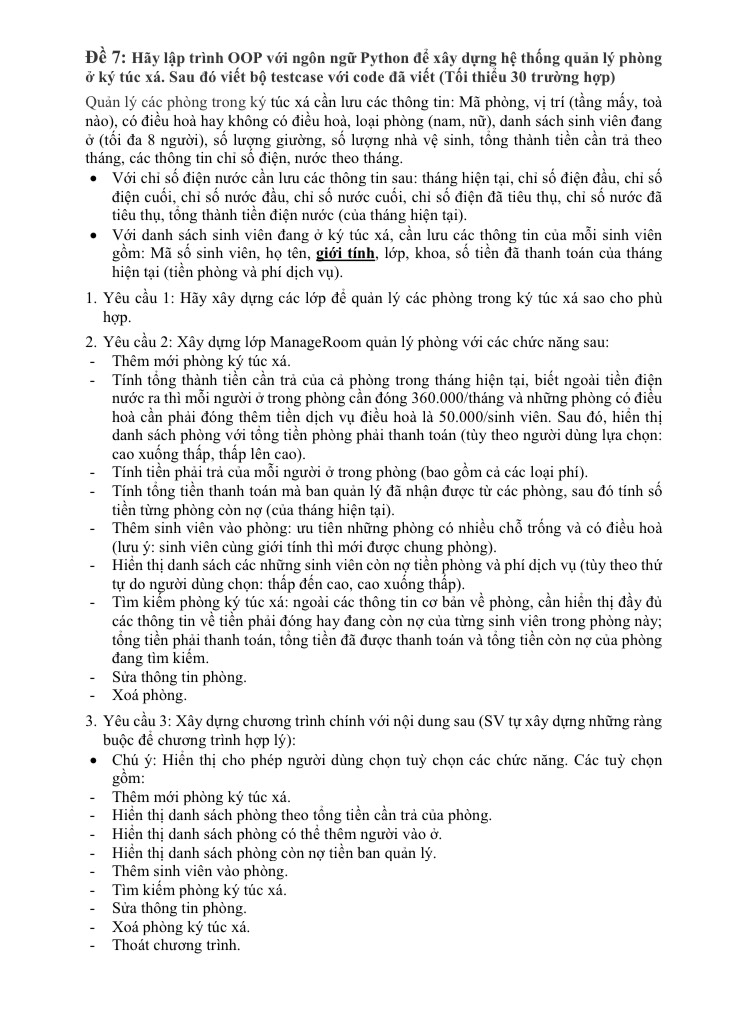 Đề 7: Hãy lập trình OOP với ngôn ngữ Python để xây dựng hệ thống quản lý phòng
ở ký túc xá. Sau đó viết bộ testcase với code đã viết (Tối thiểu 30 trường hợp)
Quản lý các phòng trong ký túc xá cần lưu các thông tin: Mã phòng, vị trí (tầng mấy, toà
nào), có điều hoà hay không có điều hoà, loại phòng (nam, nữ), danh sách sinh viên đang
ở (tối đa 8 người), số lượng giường, số lượng nhà vệ sinh, tổng thành tiền cần trả theo
tháng, các thông tin chỉ số điện, nước theo tháng.
• Với chỉ số điện nước cần lưu các thông tin sau: tháng hiện tại, chỉ số điện đầu, chỉ số
điện cuối, chỉ số nước đầu, chỉ số nước cuối, chỉ số điện đã tiêu thụ, chỉ số nước đã
tiêu thụ, tổng thành tiền điện nước (của tháng hiện tại).
• Với danh sách sinh viên đang ở ký túc xá, cần lưu các thông tin của mỗi sinh viên
gồm: Mã số sinh viên, họ tên, giới tính, lớp, khoa, số tiền đã thanh toán của tháng
hiện tại (tiền phòng và phí dịch vụ).
1. Yêu cầu 1: Hãy xây dựng các lớp để quản lý các phòng trong ký túc xá sao cho phù
hợp.
2. Yêu cầu 2: Xây dựng lớp ManageRoom quản lý phòng với các chức năng sau:
- Thêm mới phòng ký túc xá.
- Tính tổng thành tiền cần trả của cả phòng trong tháng hiện tại, biết ngoài tiền điện
nước ra thì mỗi người ở trong phòng cần đóng 360.000/tháng và những phòng có điều
hoà cần phải đóng thêm tiền dịch vụ điều hoà là 50.000/sinh viên. Sau đó, hiển thị
danh sách phòng với tổng tiền phòng phải thanh toán (tùy theo người dùng lựa chọn:
cao xuống thấp, thấp lên cao).
- Tính tiền phải trả của mỗi người ở trong phòng (bao gồm cả các loại phí).
- Tính tổng tiền thanh toán mà ban quản lý đã nhận được từ các phòng, sau đó tính số
tiền từng phòng còn nợ (của tháng hiện tại).
- Thêm sinh viên vào phòng: ưu tiên những phòng có nhiều chỗ trống và có điều hoà
(lưu ý: sinh viên cùng giới tính thì mới được chung phòng).
- Hiển thị danh sách các những sinh viên còn nợ tiền phòng và phí dịch vụ (tùy theo thứ
tự do người dùng chọn: thấp đến cao, cao xuống thấp).
- Tìm kiếm phòng ký túc xá: ngoài các thông tin cơ bản về phòng, cần hiển thị đầy đủ
các thông tin về tiền phải đóng hay đang còn nợ của từng sinh viên trong phòng này;
tổng tiền phải thanh toán, tổng tiền đã được thanh toán và tổng tiền còn nợ của phòng
đang tìm kiếm.
- Sửa thông tin phòng.
- Xoá phòng.
3. Yêu cầu 3: Xây dựng chương trình chính với nội dung sau (SV tự xây dựng những ràng
buộc để chương trình hợp lý):
• Chú ý: Hiển thị cho phép người dùng chọn tuỳ chọn các chức năng. Các tuỳ chọn
gồm:
- Thêm mới phòng ký túc xá.
- Hiển thị danh sách phòng theo tổng tiền cần trả của phòng.
- Hiển thị danh sách phòng có thể thêm người vào ở.
- Hiển thị danh sách phòng còn nợ tiền ban quản lý.
- Thêm sinh viên vào phòng.
- Tìm kiếm phòng ký túc xá.
- Sửa thông tin phòng.
- Xoá phòng ký túc xá.
- Thoát chương trình.